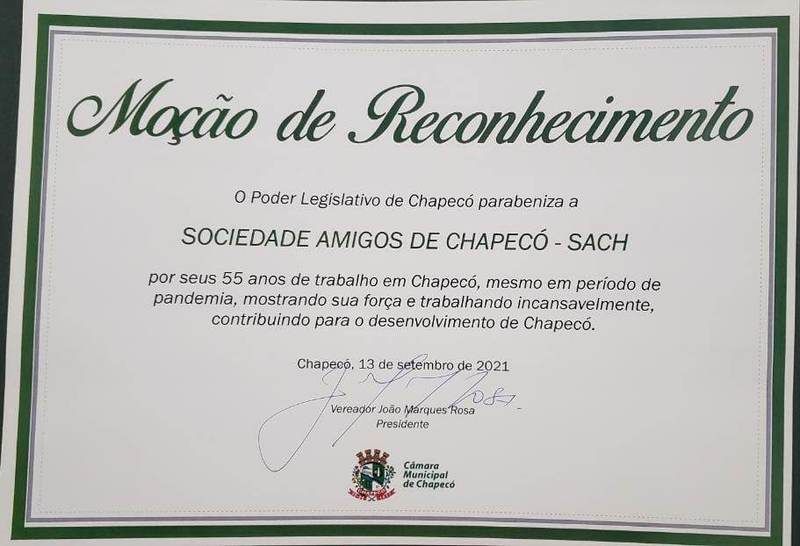 Moção de Reconhecimento
O Poder Legislativo de Chapecó parabeniza a
SOCIEDADE AMIGOS DE CHAPECÓ - SACH
por seus 55 anos de trabalho em Chapecó, mesmo em período de
pandemia, mostrando sua força e trabalhando incansavelmente,
contribuindo para o desenvolvimento de Chapecó.
Chapecó, 13 de setembro de 2021
Vereador João Marques Rosa
Presidente
Câmara
Municipal
de Chapecó